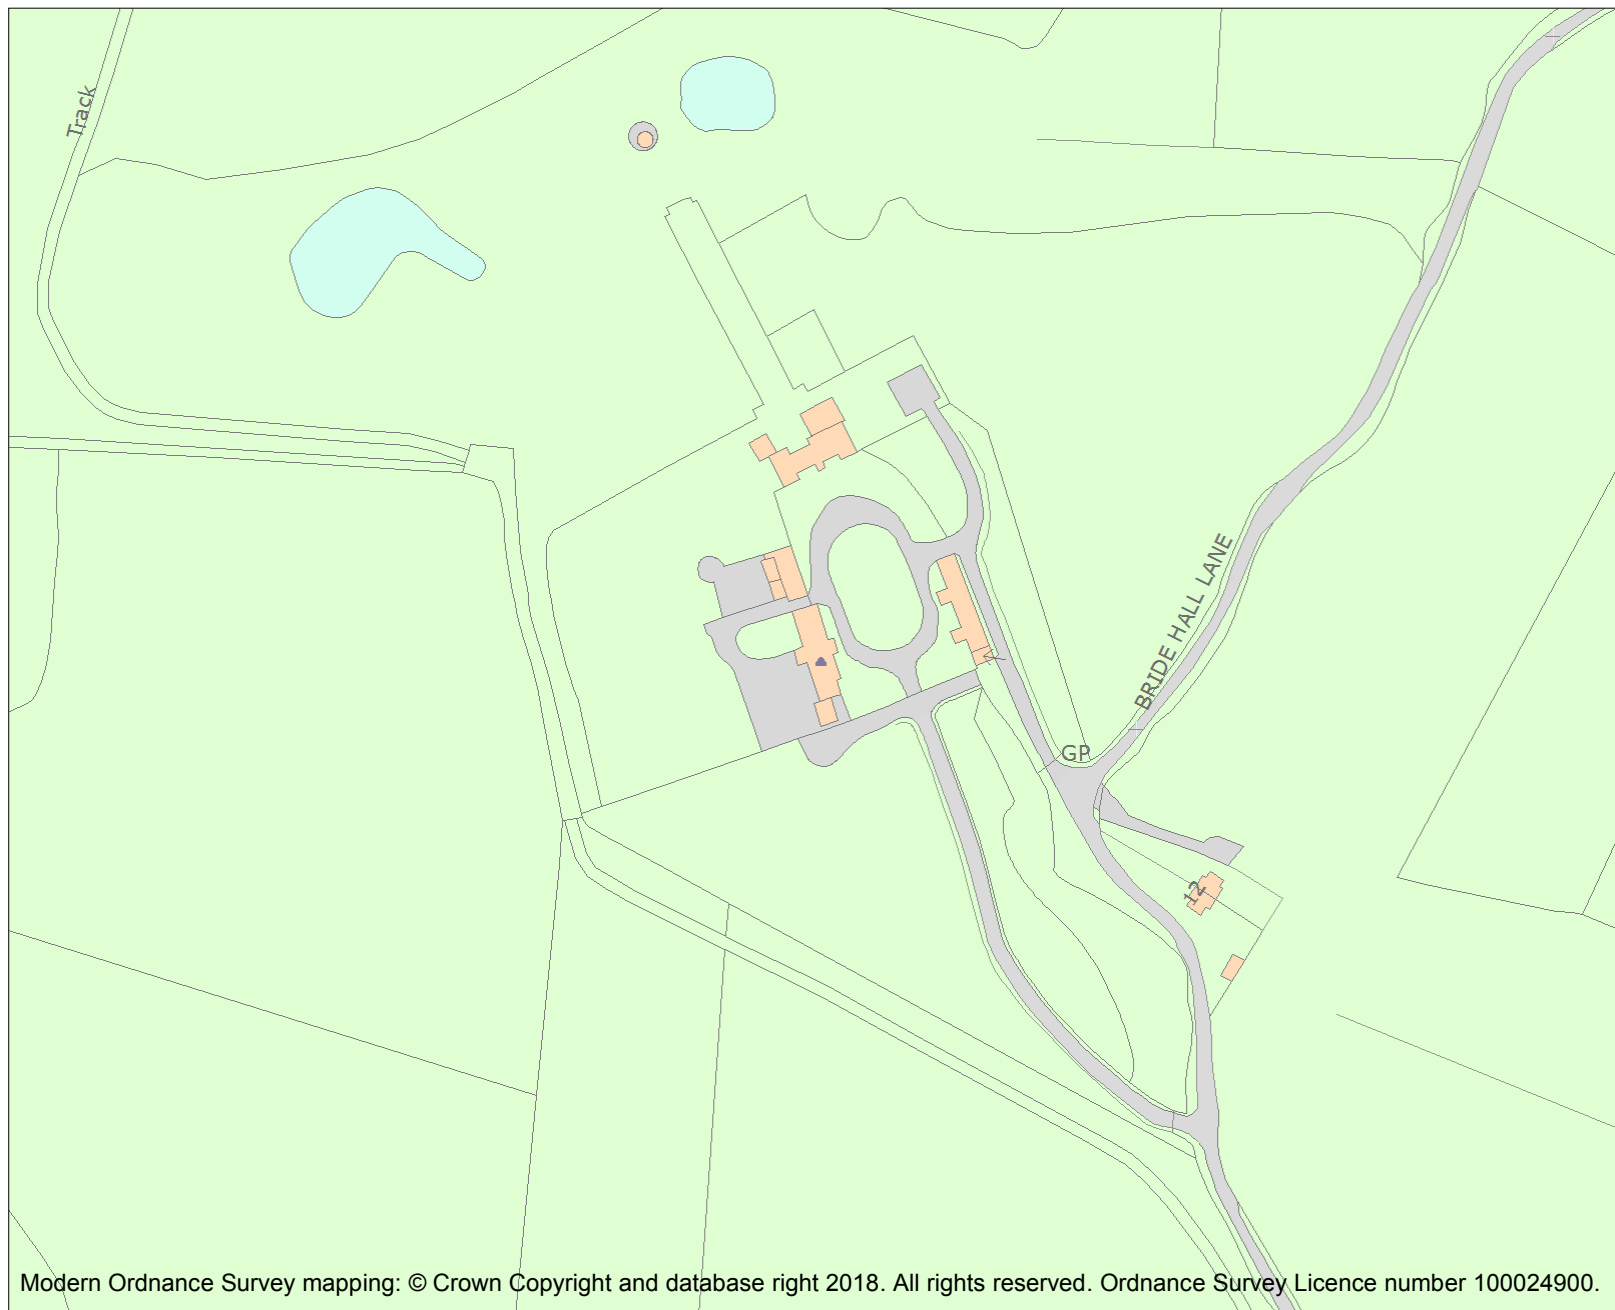 Track
BRIDE HALL LANE
GP
12
Modern Ordnance Survey mapping: © Crown Copyright and database right 2018. All rights reserved. Ordnance Survey Licence number 100024900.